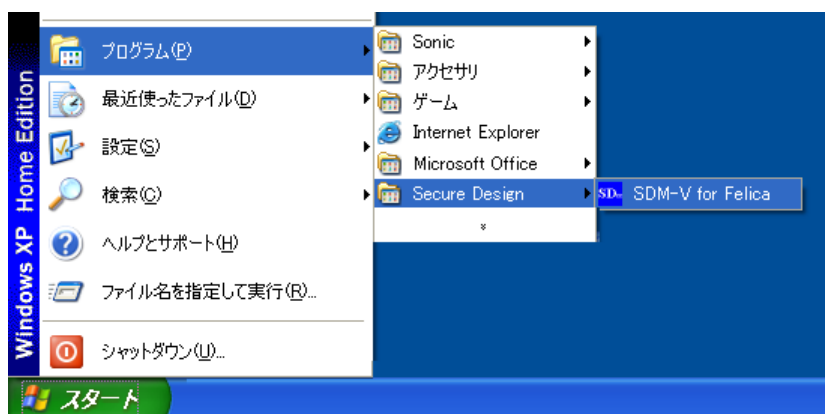 Windows XP Home Edition
プログラム(P)
最近使ったファイル(D)
設定(S)
検索(C)
ヘルプとサポート(H)
ファイル名を指定して実行(R)...
シャットダウン(U)...
Sonic
アクセサリ
ゲーム
Internet Explorer
Microsoft Office
Secure Design
SDM-V for Felica
スタート